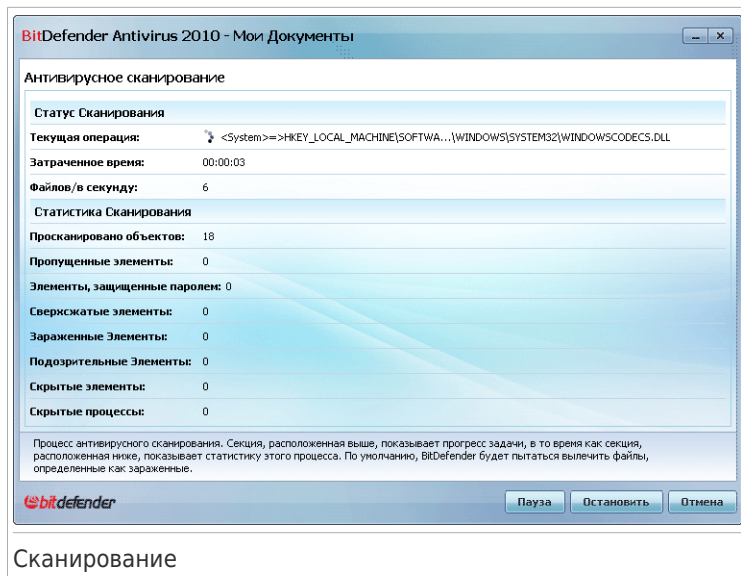 BitDefender Antivirus 2010 - Мои Документы
Антивирусное сканирование
Статус Сканирования
Текущая операция: <System>=>HKEY_LOCAL_MACHINE\SOFTWA...\WINDOWS\SYSTEM32\WINDOWSCODECS.DLL
Затраченное время: 00:00:03
Файлов/в секунду: 6
Статистика Сканирования
Просканировано объектов: 18
Пропущенные элементы: 0
Элементы, защищенные паролем: 0
Сверхсжатые элементы: 0
Зараженные Элементы: 0
Подозрительные Элементы: 0
Скрытые элементы: 0
Скрытые процессы: 0
Процесс антивирусного сканирования. Секция, расположенная выше, показывает прогресс задачи, в то время как секция,
расположенная ниже, показывает статистику этого процесса. По умолчанию, BitDefender будет пытаться вылечить файлы,
определенные как зараженные.
bitdefender Пауза Остановить Отмена
Сканирование